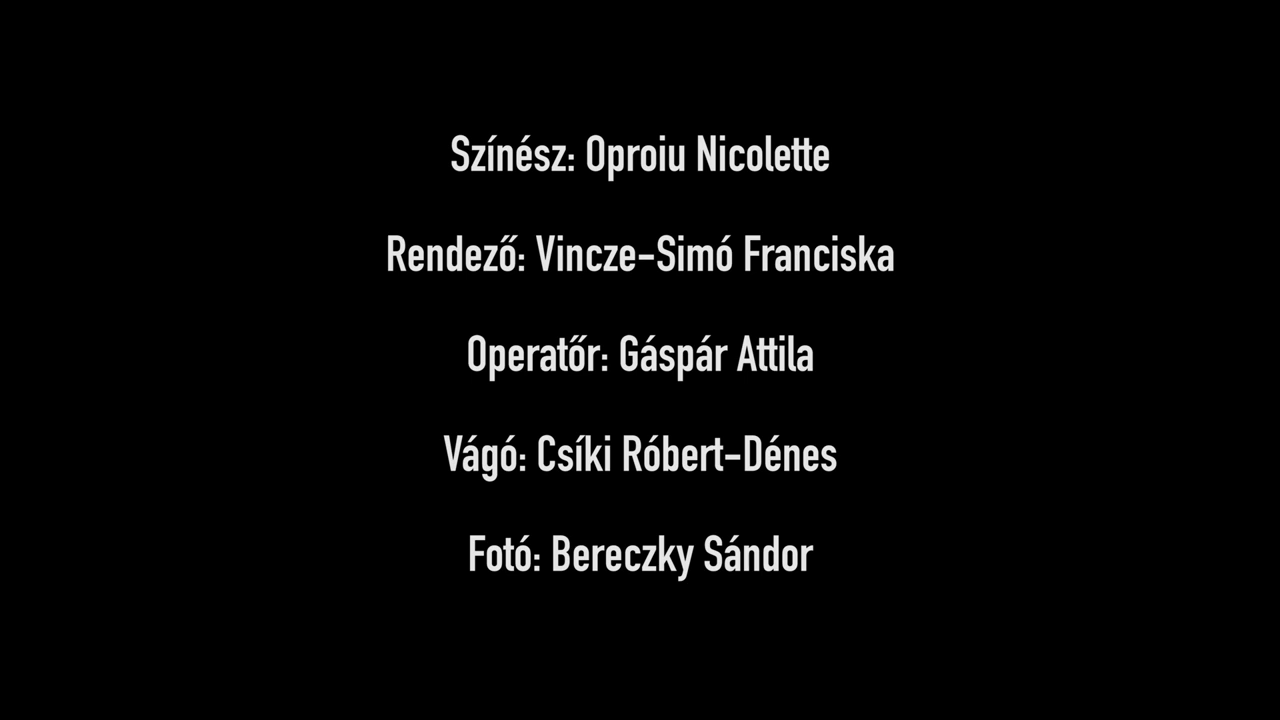 Színész: Oproiu Nicolette
Rendező: Vincze-Simó Franciska
Operatőr: Gáspár Attila
Vágó: Csíki Róbert-Dénes
Fotó: Bereczky Sándor